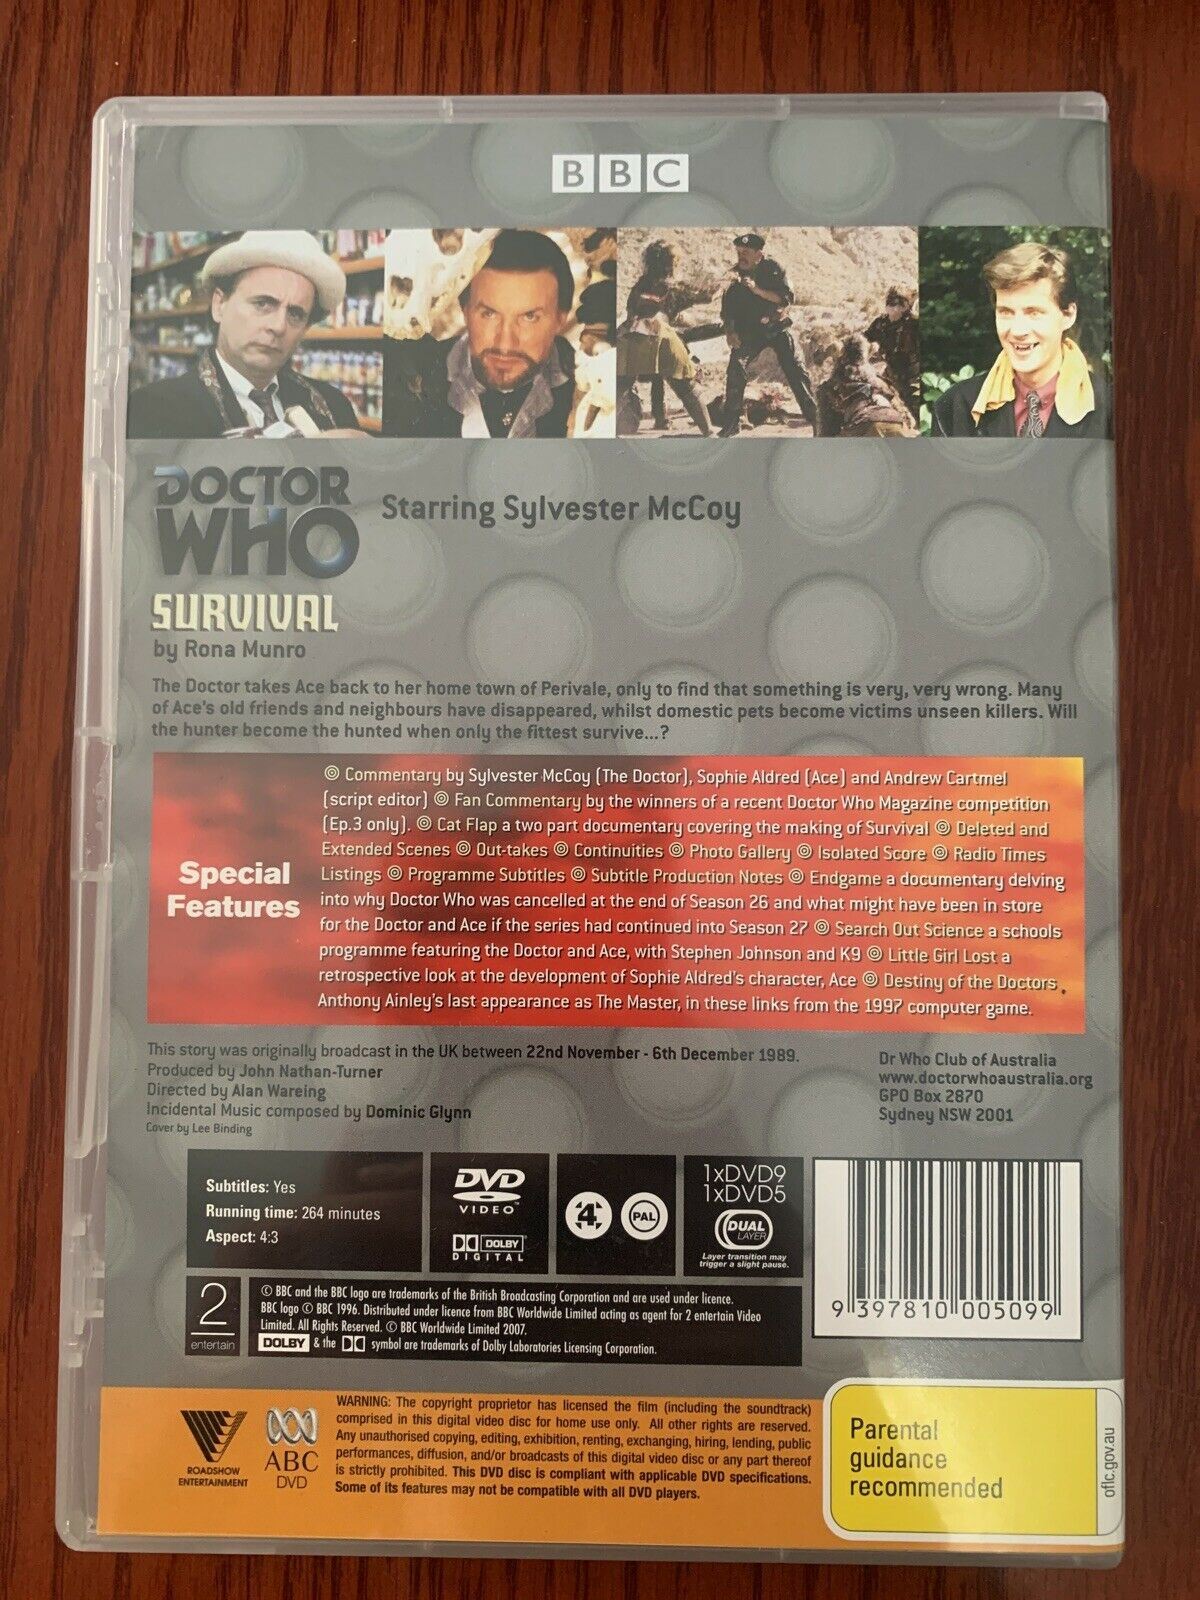 BBC
DOCTOR
WHO
Starring Sylvester McCoy
SURVIVAL
by Rona Munro
The Doctor takes Ace back to her home town of Perivale, only to find that something is very, very wrong. Many
of Ace's old friends and neighbours have disappeared, whilst domestic pets become victims unseen killers. Will
the hunter become the hunted when only the fittest survive...?
Special
Features
Commentary by Sylvester McCoy (The Doctor), Sophie Aldred (Ace) and Andrew Cartmel
(script editor) Fan Commentary by the winners of a recent Doctor Who Magazine competition
(Ep.3 only). Cat Flap a two part documentary covering the making of Survival Deleted and
Extended Scenes Out-takes Continuities Photo Gallery Isolated Score Radio Times
Listings Programme Subtitles Subtitle Production Notes Endgame a documentary delving
into why Doctor Who was cancelled at the end of Season 26 and what might have been in store
for the Doctor and Ace if the series had continued into Season 27 Search Out Science a schools
programme featuring the Doctor and Ace, with Stephen Johnson and K9 Little Girl Lost a
retrospective look at the development of Sophie Aldred's character, Ace Destiny of the Doctors
Anthony Ainley's last appearance as The Master, in these links from the 1997 computer game.
This story was originally broadcast in the UK between 22nd November - 6th December 1989.
Produced by John Nathan-Turner
Directed by Alan Wareing
Incidental Music composed by Dominic Glynn
Cover by Lee Binding
Dr Who Club of Australia
www.doctorwhoaustralia.org
GPO Box 2870
Sydney NSW 2001
Subtitles: Yes
Running time: 264 minutes
Aspect: 4:3
DVD
VIDEO™
DOLBY
DIGITAL
4
PAL
1xDVD9
1xDVD5
DUAL
LAYER
Layer transition may
trigger a slight pause.
9 397810 005099
2
entertain
© BBC and the BBC logo are trademarks of the British Broadcasting Corporation and are used under licence.
BBC logo © BBC 1996. Distributed under licence from BBC Worldwide Limited acting as agent for 2 entertain Video
Limited. All Rights Reserved. © BBC Worldwide Limited 2007.
DOLBY & the DD symbol are trademarks of Dolby Laboratories Licensing Corporation.
ROADSHOW
ENTERTAINMENT
ABC
DVD
WARNING: The copyright proprietor has licensed the film (including the soundtrack)
comprised in this digital video disc for home use only. All other rights are reserved.
Any unauthorised copying, editing, exhibition, renting, exchanging, hiring, lending, public
performances, diffusion, and/or broadcasts of this digital video disc or any part thereof
is strictly prohibited. This DVD disc is compliant with applicable DVD specifications.
Some of its features may not be compatible with all DVD players.
Parental
guidance
recommended
oflc.gov.au